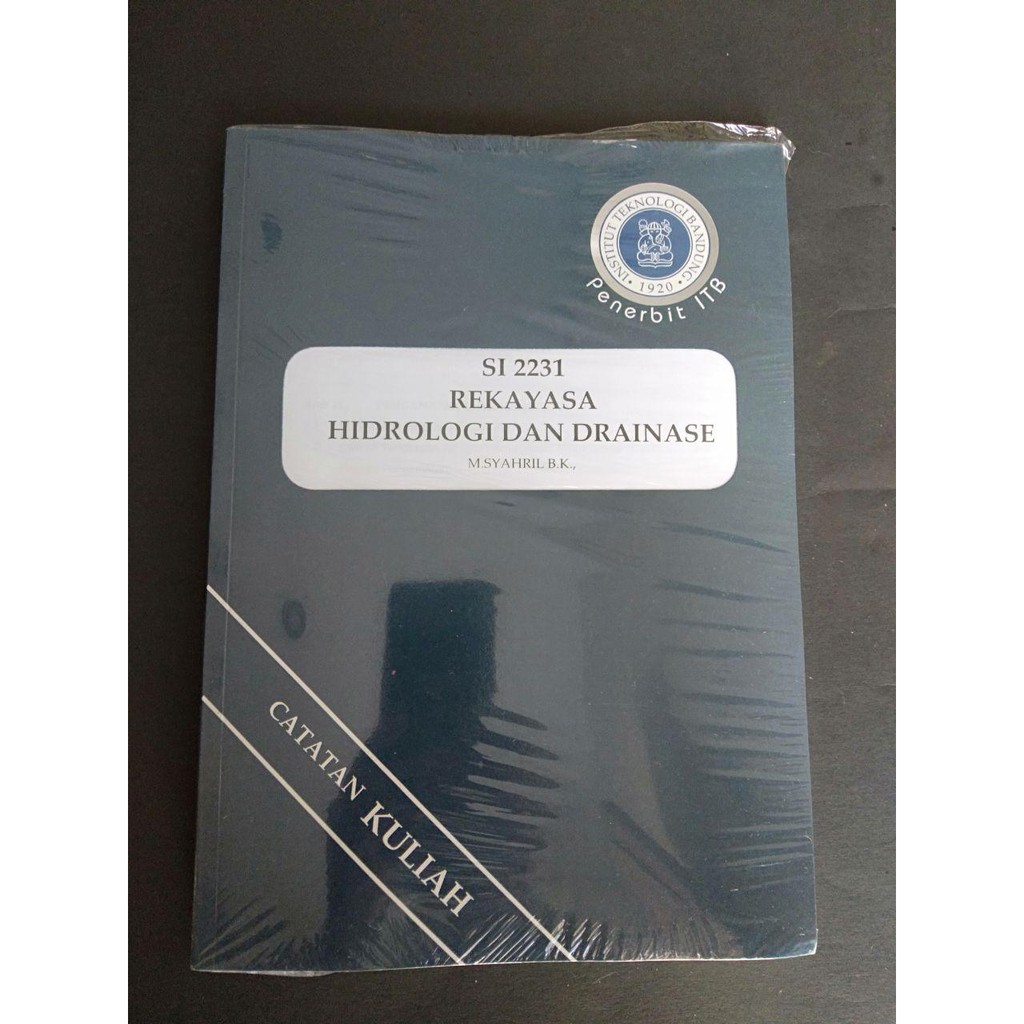 INSTITUT TEKNOLOGI BANDUNG
• 1920 •
Penerbit ITB
SI 2231
REKAYASA
HIDROLOGI DAN DRAINASE
M.SYAHRIL B.K.,
CATATAN KULIAH